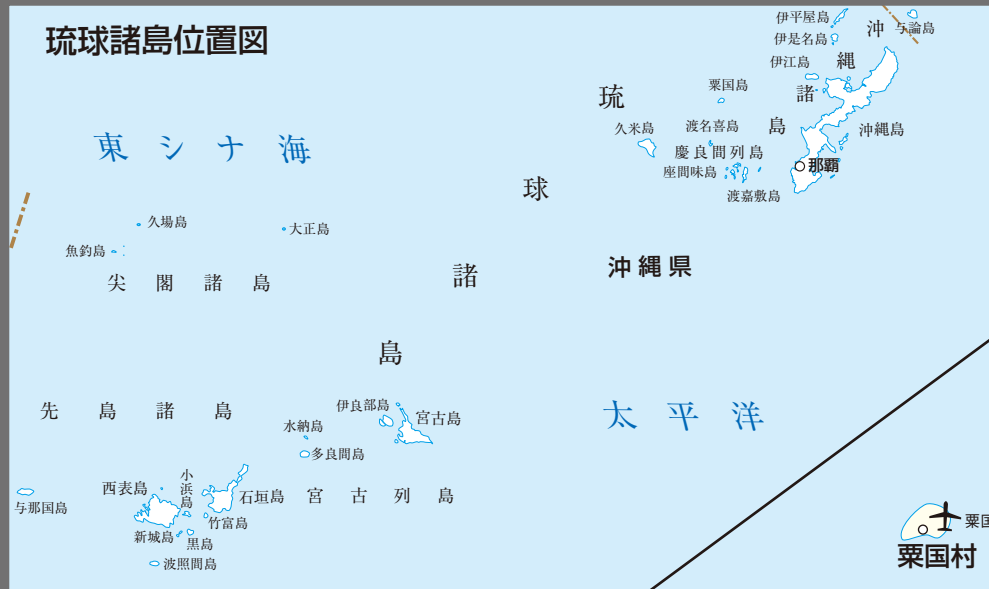 琉球諸島位置図
伊平屋島
伊是名島
伊江島
沖縄諸島
与論島
粟国島
久米島
渡名喜島
慶良間列島
座間味島
渡嘉敷島
沖縄島
那覇
琉球諸島
東シナ海
久場島
大正島
魚釣島
尖閣諸島
沖縄県
先島諸島
伊良部島
宮古島
水納島
多良間島
宮古列島
太平洋
与那国島
西表島
小浜島
石垣島
竹富島
新城島
黒島
波照間島
粟国
粟国村